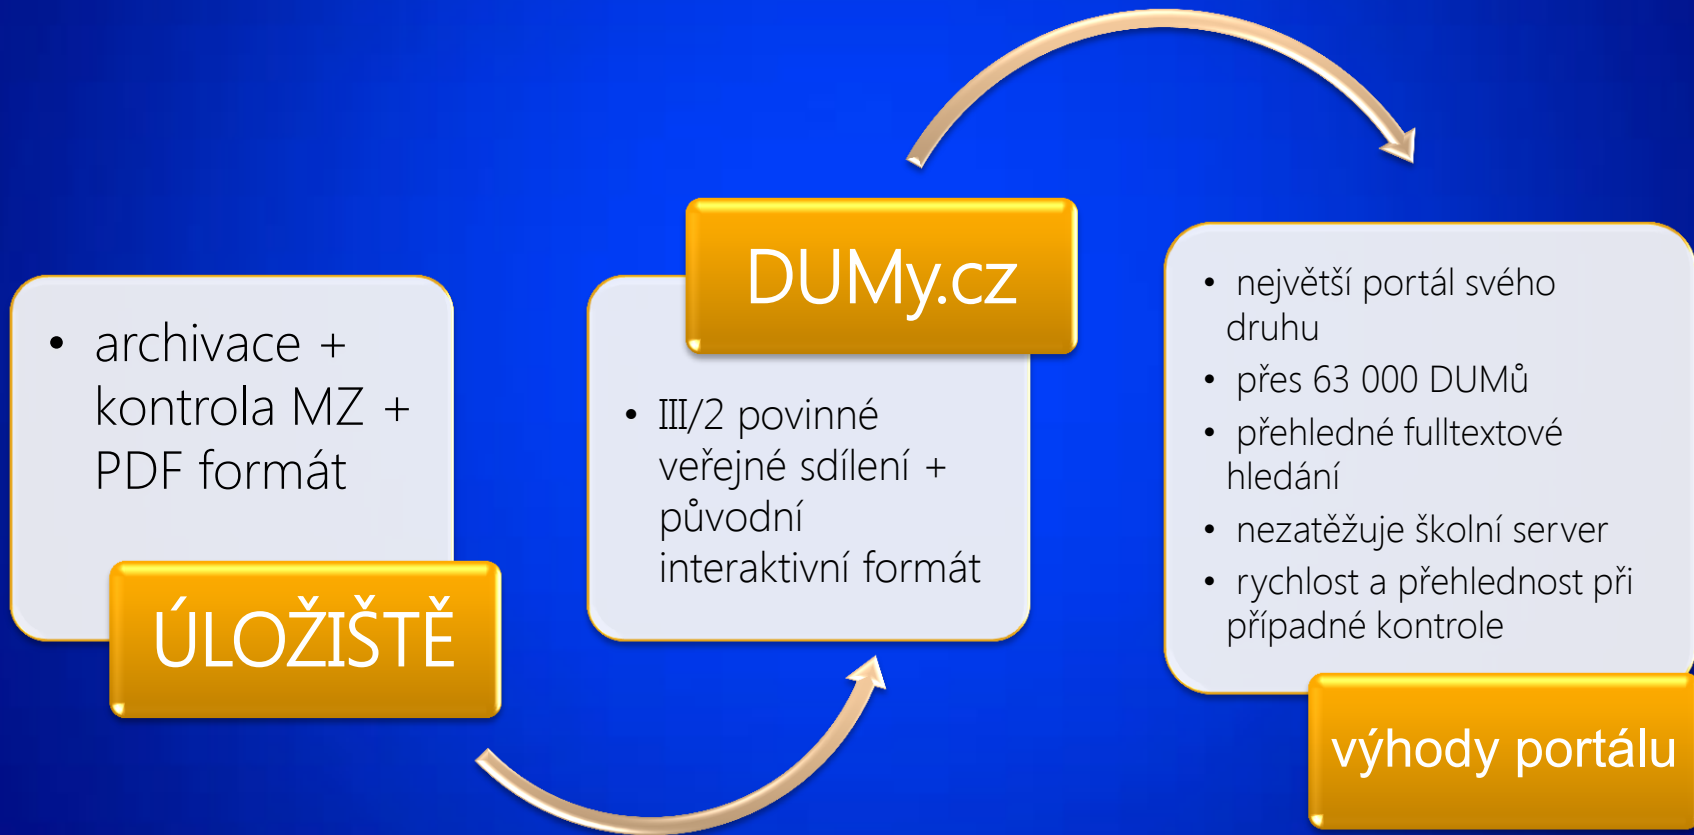 • archivace +
kontrola MZ +
PDF formát
ÚLOŽIŠTĚ
DUMy.cz
• III/2 povinné
veřejné sdílení +
původní
interaktivní formát
• největší portál svého
druhu
• přes 63 000 DUMů
• přehledné fulltextové
hledání
• nezatěžuje školní server
• rychlost a přehlednost při
případné kontrole
výhody portálu